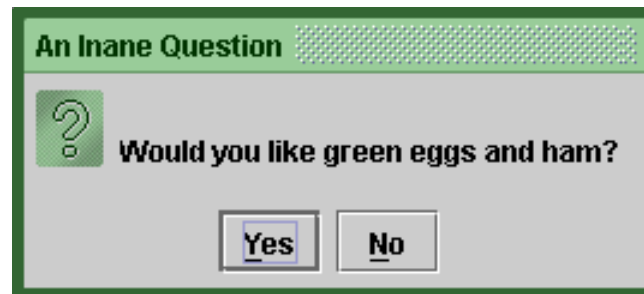 An Inane Question
Would you like green eggs and ham?
Yes No